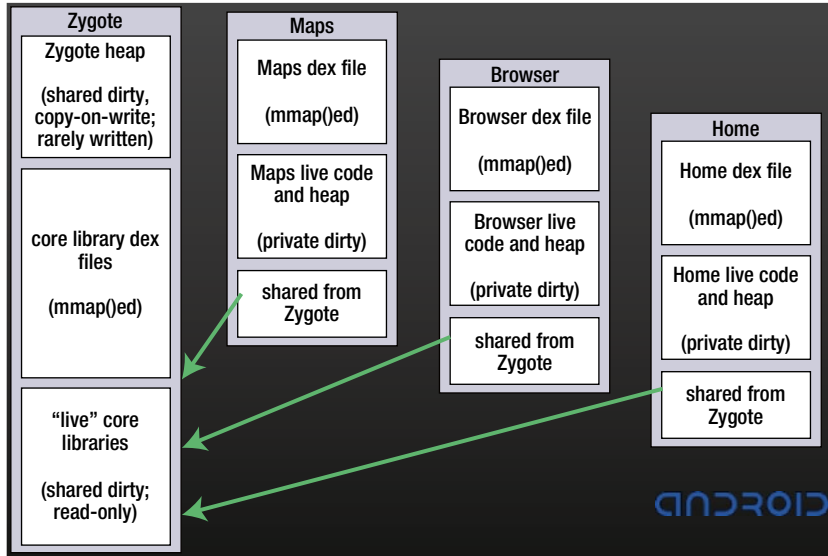 Zygote
Zygote heap
(shared dirty,
copy-on-write;
rarely written)
core library dex
files
(mmap()ed)
“live” core
libraries
(shared dirty;
read-only)
Maps
Maps dex file
(mmap()ed)
Maps live code
and heap
(private dirty)
shared from
Zygote
Browser
Browser dex file
(mmap()ed)
Browser live
code and heap
(private dirty)
shared from
Zygote
Home
Home dex file
(mmap()ed)
Home live code
and heap
(private dirty)
shared from
Zygote
ANDROID